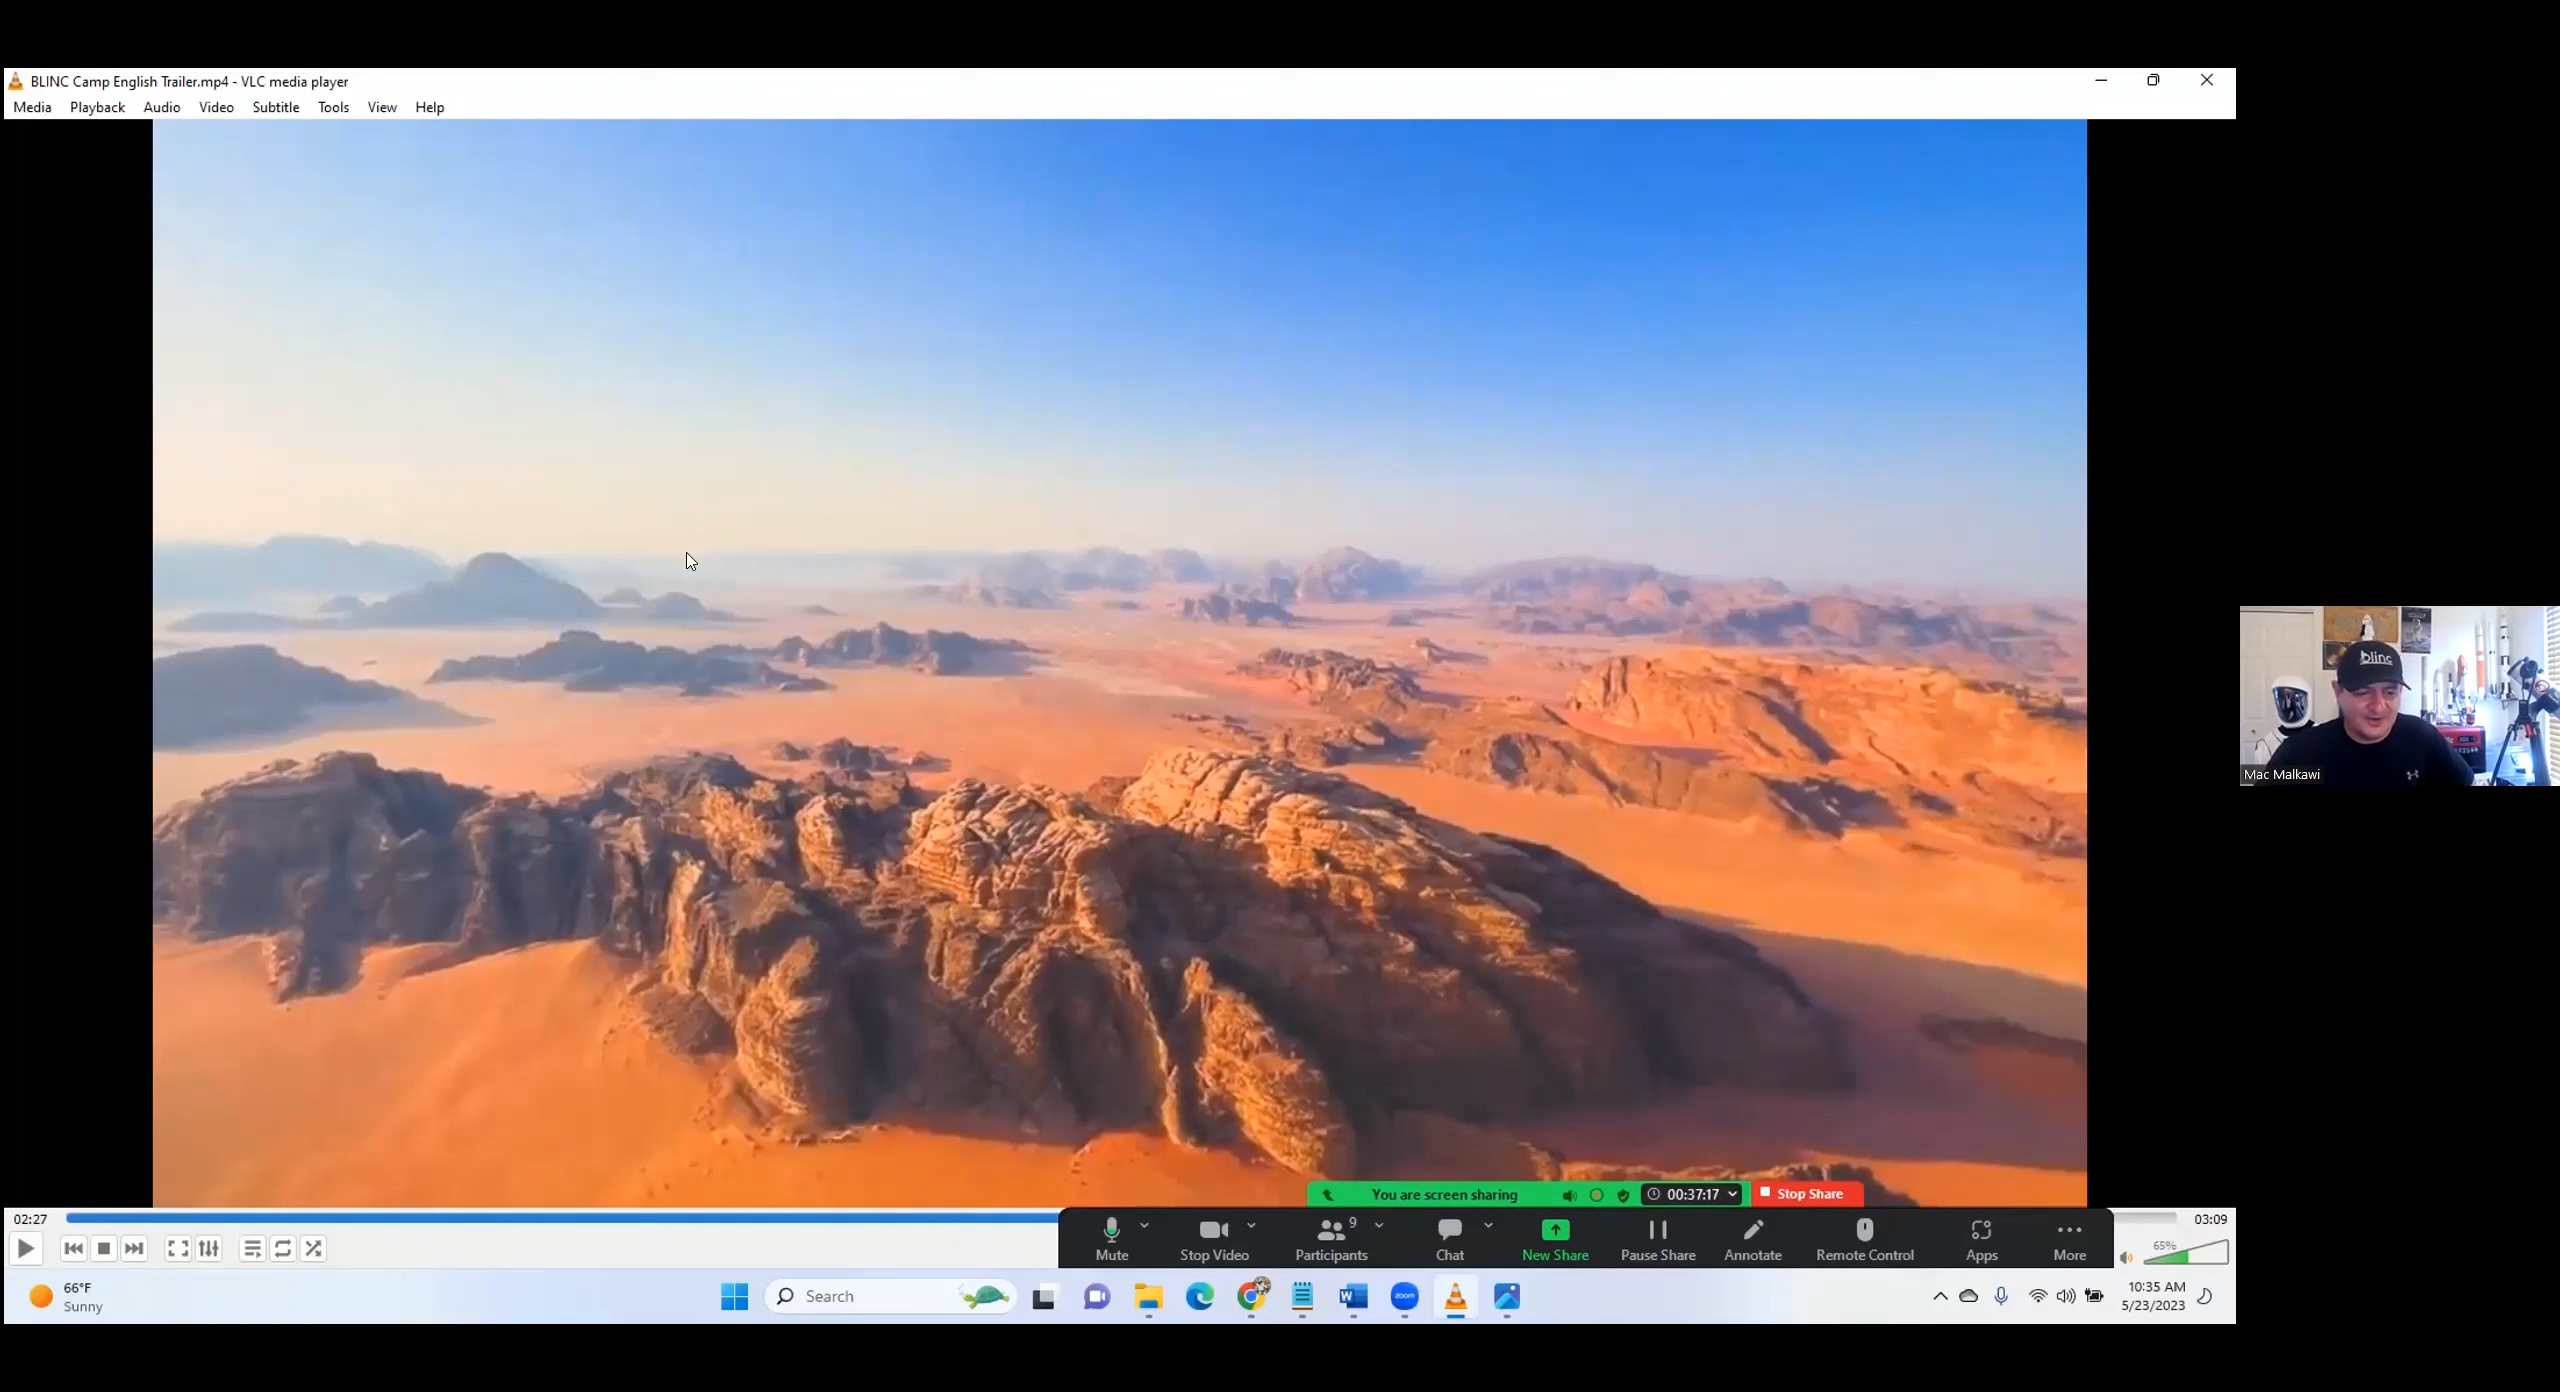 BLINC Camp English Trailer.mp4 - VLC media player
Media Playback Audio Video Subtitle Tools View Help
blinc
Mac Malkawi
You are screen sharing 00:37:17 Stop Share
02:27 03:09
9
Mute Stop Video Participants Chat New Share Pause Share Annotate Remote Control Apps More
65%
66°F
Sunny
Search
zoom
10:35 AM
5/23/2023